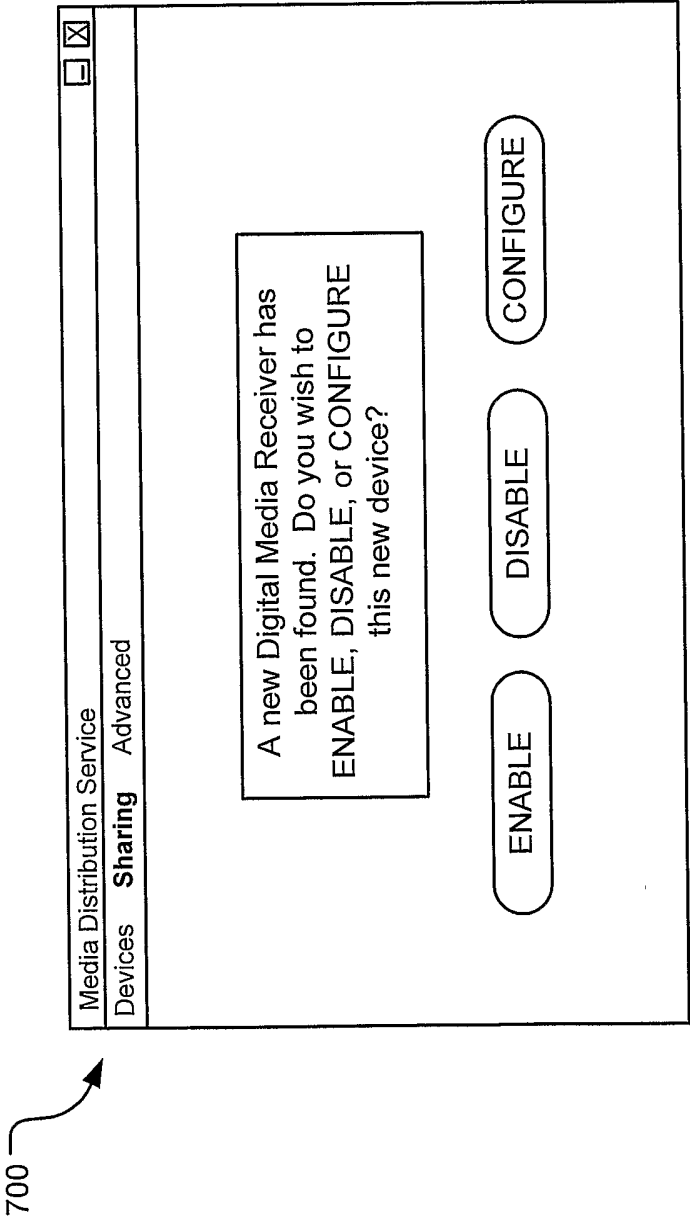 700
Media Distribution Service
Devices Sharing Advanced
A new Digital Media Receiver has
been found. Do you wish to
ENABLE, DISABLE, or CONFIGURE
this new device?
ENABLE DISABLE CONFIGURE